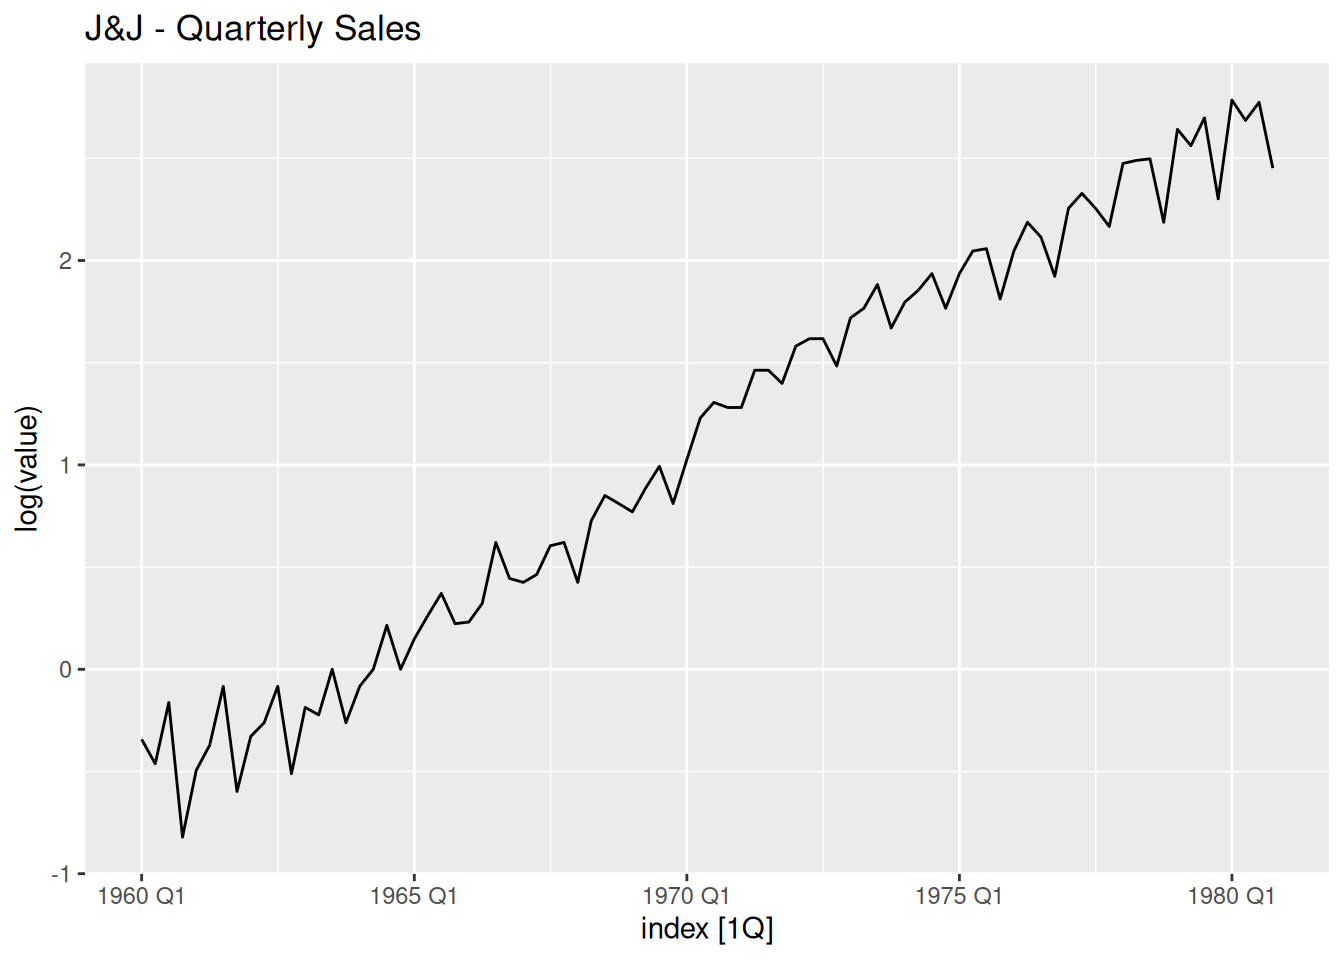 J&J - Quarterly Sales
log(value)
2
1
0
-1
1960 Q1 1965 Q1 1970 Q1 1975 Q1 1980 Q1
index [1Q]